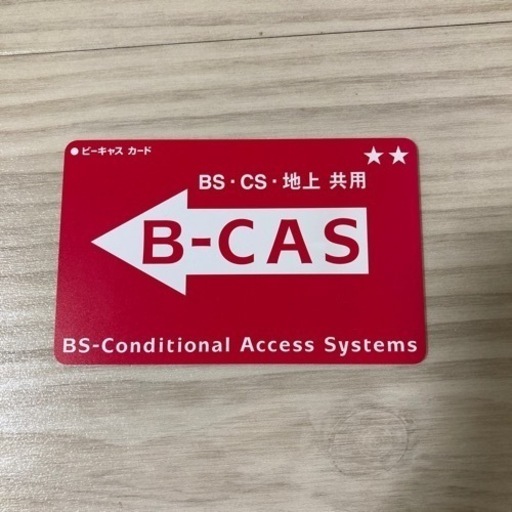 ● ビーキャス カード
★★
BS・CS・地上 共用
B-CAS
BS-Conditional Access Systems